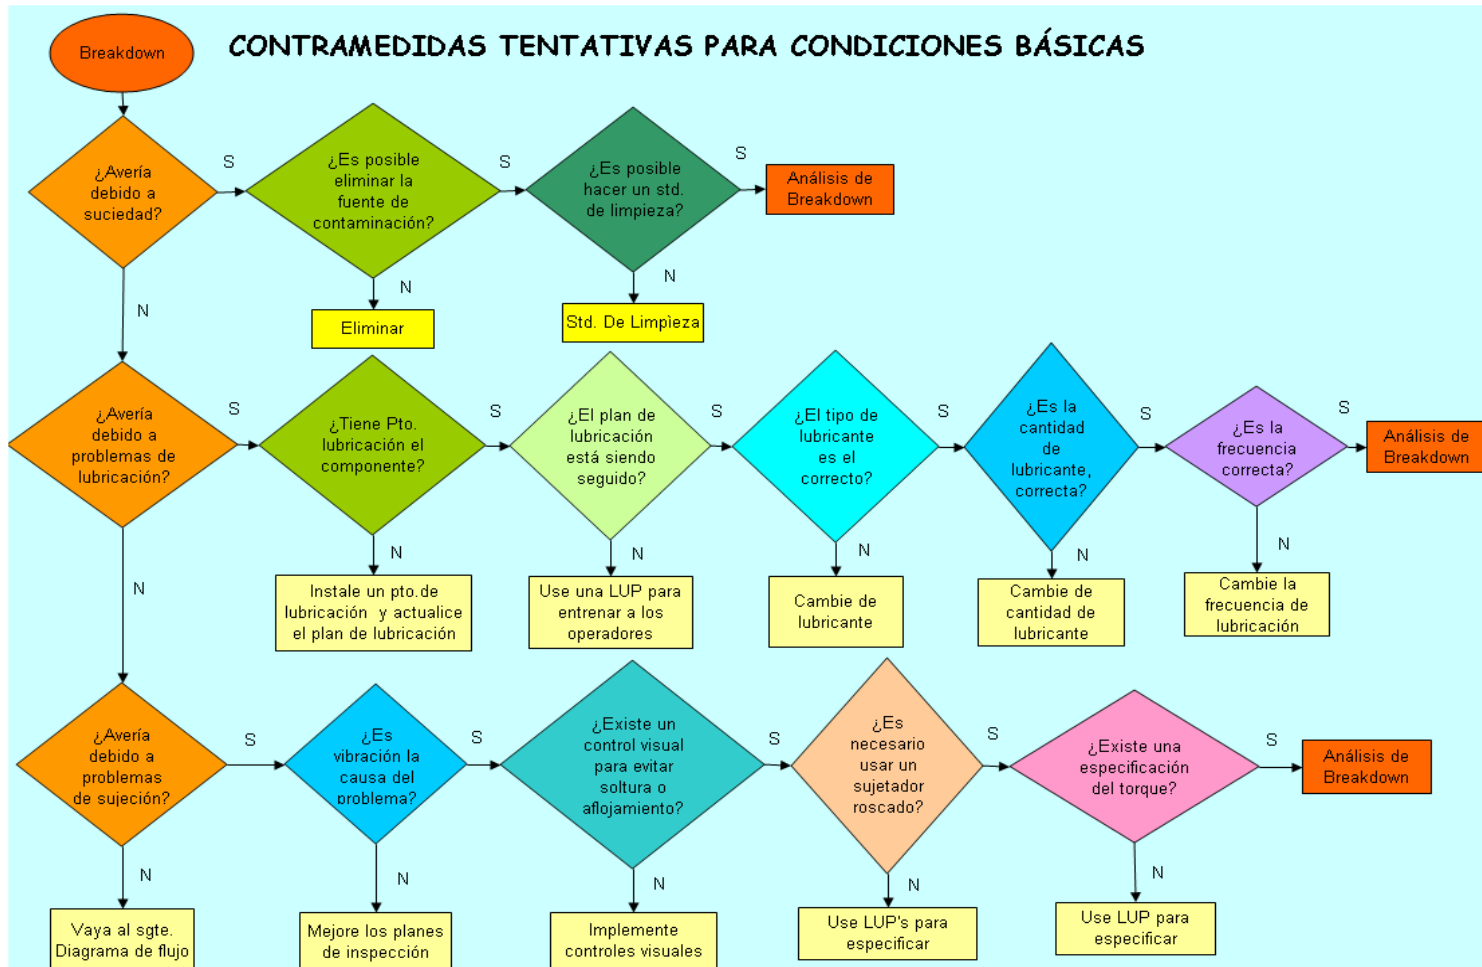 Breakdown
CONTRAMEDIDAS TENTATIVAS PARA CONDICIONES BÁSICAS
¿Avería
debido a
suciedad?
S
¿Es posible
eliminar la
fuente de
contaminación?
S
¿Es posible
hacer un std.
de limpieza?
S
Análisis de
Breakdown
N
N
N
Eliminar
Std. De Limpìeza
¿Avería
debido a
problemas de
lubricación?
S
¿Tiene Pto.
lubricación el
componente?
S
¿El plan de
lubricación
está siendo
seguido?
S
¿El tipo de
lubricante
es el
correcto?
S
¿Es la
cantidad
de
lubricante,
correcta?
S
¿Es la
frecuencia
correcta?
S
Análisis de
Breakdown
N
N
N
N
N
N
Instale un pto.de
lubricación y actualice
el plan de lubricación
Use una LUP para
entrenar a los
operadores
Cambie de
lubricante
Cambie de
cantidad de
lubricante
Cambie la
frecuencia de
lubricación
¿Avería
debido a
problemas
de sujeción?
S
¿Es
vibración la
causa del
problema?
S
¿Existe un
control visual
para evitar
soltura o
aflojamiento?
S
¿Es
necesario
usar un
sujetador
roscado?
S
¿Existe una
especificación
del torque?
S
Análisis de
Breakdown
N
N
N
N
N
Vaya al sgte.
Diagrama de flujo
Mejore los planes
de inspección
Implemente
controles visuales
Use LUP's para
especificar
Use LUP para
especificar